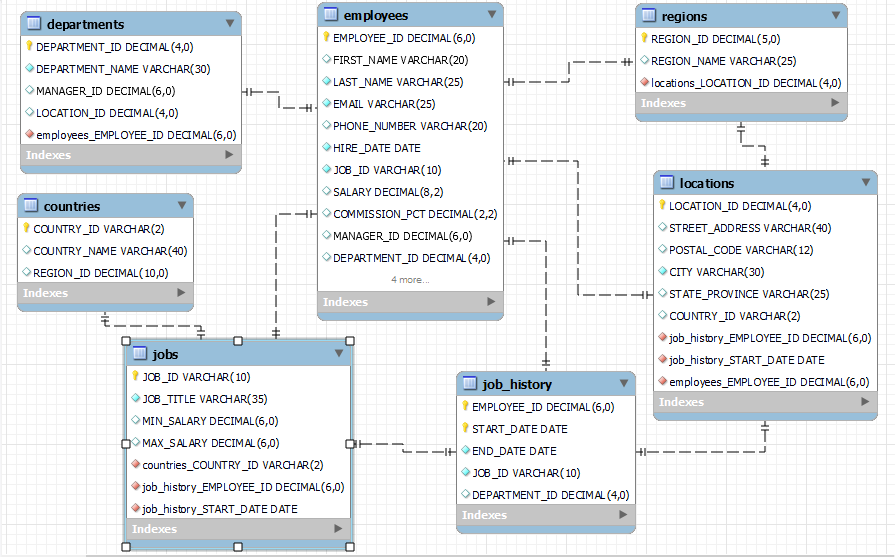 departments
DEPARTMENT_ID DECIMAL(4,0)
DEPARTMENT_NAME VARCHAR(30)
MANAGER_ID DECIMAL(6,0)
LOCATION_ID DECIMAL(4,0)
employees_EMPLOYEE_ID DECIMAL(6,0)
Indexes
employees
EMPLOYEE_ID DECIMAL(6,0)
FIRST_NAME VARCHAR(20)
LAST_NAME VARCHAR(25)
EMAIL VARCHAR(25)
PHONE_NUMBER VARCHAR(20)
HIRE_DATE DATE
JOB_ID VARCHAR(10)
SALARY DECIMAL(8,2)
COMMISSION_PCT DECIMAL(2,2)
MANAGER_ID DECIMAL(6,0)
DEPARTMENT_ID DECIMAL(4,0)
4 more...
Indexes
regions
REGION_ID DECIMAL(5,0)
REGION_NAME VARCHAR(25)
locations_LOCATION_ID DECIMAL(4,0)
Indexes
countries
COUNTRY_ID VARCHAR(2)
COUNTRY_NAME VARCHAR(40)
REGION_ID DECIMAL(10,0)
Indexes
locations
LOCATION_ID DECIMAL(4,0)
STREET_ADDRESS VARCHAR(40)
POSTAL_CODE VARCHAR(12)
CITY VARCHAR(30)
STATE_PROVINCE VARCHAR(25)
COUNTRY_ID VARCHAR(2)
job_history_EMPLOYEE_ID DECIMAL(6,0)
job_history_START_DATE DATE
employees_EMPLOYEE_ID DECIMAL(6,0)
Indexes
jobs
JOB_ID VARCHAR(10)
JOB_TITLE VARCHAR(35)
MIN_SALARY DECIMAL(6,0)
MAX_SALARY DECIMAL(6,0)
countries_COUNTRY_ID VARCHAR(2)
job_history_EMPLOYEE_ID DECIMAL(6,0)
job_history_START_DATE DATE
Indexes
job_history
EMPLOYEE_ID DECIMAL(6,0)
START_DATE DATE
END_DATE DATE
JOB_ID VARCHAR(10)
DEPARTMENT_ID DECIMAL(4,0)
Indexes